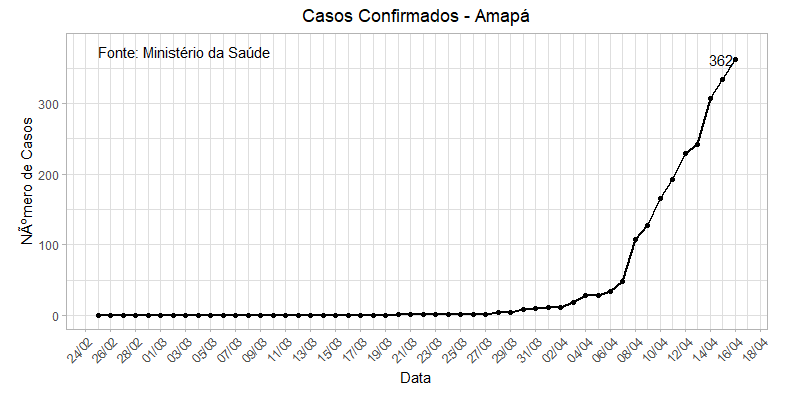 Casos Confirmados - Amapá
Fonte: Ministério da Saúde
362
NÃºmero de Casos
300
200
100
0
24/02 26/02 28/02 01/03 03/03 05/03 07/03 09/03 11/03 13/03 15/03 17/03 19/03 21/03 23/03 25/03 27/03 29/03 31/03 02/04 04/04 06/04 08/04 10/04 12/04 14/04 16/04 18/04
Data